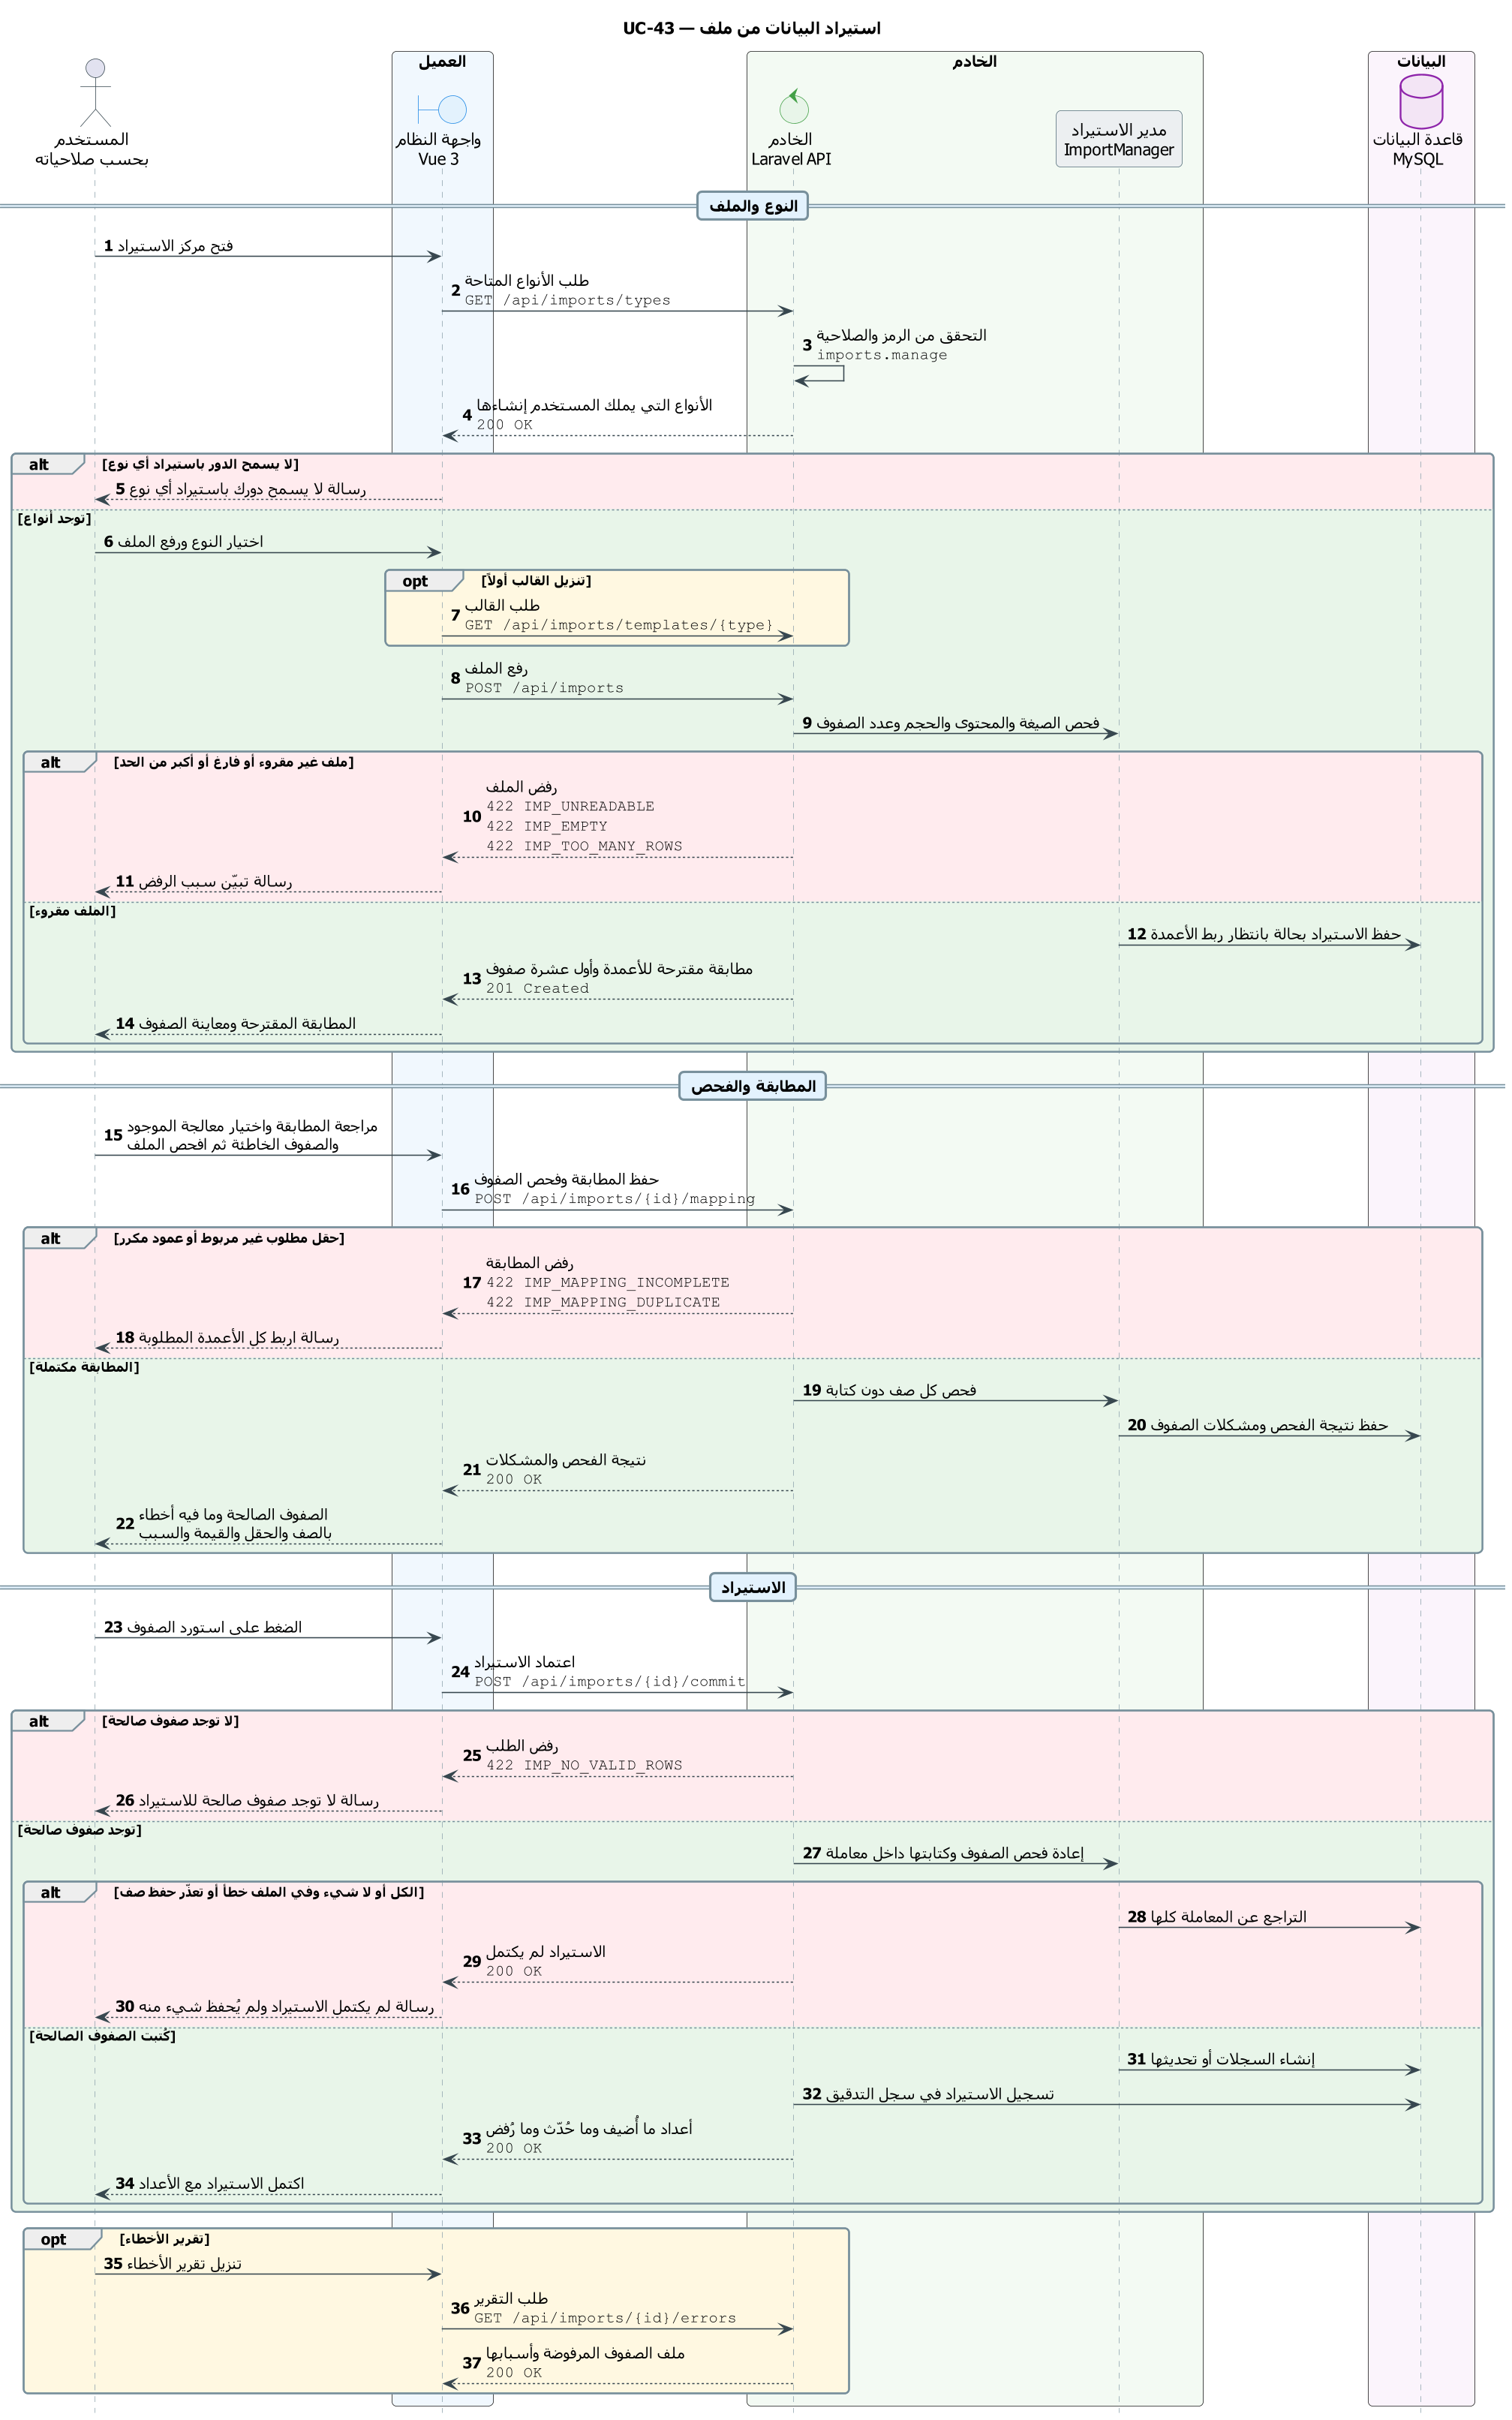 UC-43 — استيراد البيانات من ملف
العميل
الخادم
البيانات
المستخدم
بحسب صلاحياته
واجهة النظام
Vue 3
الخادم
Laravel API
مدير الاستيراد
ImportManager
قاعدة البيانات
MySQL
النوع والملف
1 فتح مركز الاستيراد
2 طلب الأنواع المتاحة
GET /api/imports/types
3 التحقق من الرمز والصلاحية
imports.manage
4 الأنواع التي يملك المستخدم إنشاءها
200 OK
alt [لا يسمح الدور باستيراد أي نوع]
5 رسالة لا يسمح دورك باستيراد أي نوع
[توجد أنواع]
6 اختيار النوع ورفع الملف
opt [تنزيل القالب أولاً]
7 طلب القالب
GET /api/imports/templates/{type}
8 رفع الملف
POST /api/imports
9 فحص الصيغة والمحتوى والحجم وعدد الصفوف
alt [ملف غير مقروء أو فارغ أو أكبر من الحد]
10 رفض الملف
422 IMP_UNREADABLE
422 IMP_EMPTY
422 IMP_TOO_MANY_ROWS
11 رسالة تبيّن سبب الرفض
[الملف مقروء]
12 حفظ الاستيراد بحالة بانتظار ربط الأعمدة
13 مطابقة مقترحة للأعمدة وأول عشرة صفوف
201 Created
14 المطابقة المقترحة ومعاينة الصفوف
المطابقة والفحص
15 مراجعة المطابقة واختيار معالجة الموجود
والصفوف الخاطئة ثم افحص الملف
16 حفظ المطابقة وفحص الصفوف
POST /api/imports/{id}/mapping
alt [حقل مطلوب غير مربوط أو عمود مكرر]
17 رفض المطابقة
422 IMP_MAPPING_INCOMPLETE
422 IMP_MAPPING_DUPLICATE
18 رسالة اربط كل الأعمدة المطلوبة
[المطابقة مكتملة]
19 فحص كل صف دون كتابة
20 حفظ نتيجة الفحص ومشكلات الصفوف
21 نتيجة الفحص والمشكلات
200 OK
22 الصفوف الصالحة وما فيه أخطاء
بالصف والحقل والقيمة والسبب
الاستيراد
23 الضغط على استورد الصفوف
24 اعتماد الاستيراد
POST /api/imports/{id}/commit
alt [لا توجد صفوف صالحة]
25 رفض الطلب
422 IMP_NO_VALID_ROWS
26 رسالة لا توجد صفوف صالحة للاستيراد
[توجد صفوف صالحة]
27 إعادة فحص الصفوف وكتابتها داخل معاملة
alt [الكل أو لا شيء وفي الملف خطأ أو تعذّر حفظ صف]
28 التراجع عن المعاملة كلها
29 الاستيراد لم يكتمل
200 OK
30 رسالة لم يكتمل الاستيراد ولم يُحفظ شيء منه
[كُتبت الصفوف الصالحة]
31 إنشاء السجلات أو تحديثها
32 تسجيل الاستيراد في سجل التدقيق
33 أعداد ما أُضيف وما حُدّث وما رُفض
200 OK
34 اكتمل الاستيراد مع الأعداد
opt [تقرير الأخطاء]
35 تنزيل تقرير الأخطاء
36 طلب التقرير
GET /api/imports/{id}/errors
37 ملف الصفوف المرفوضة وأسبابها
200 OK